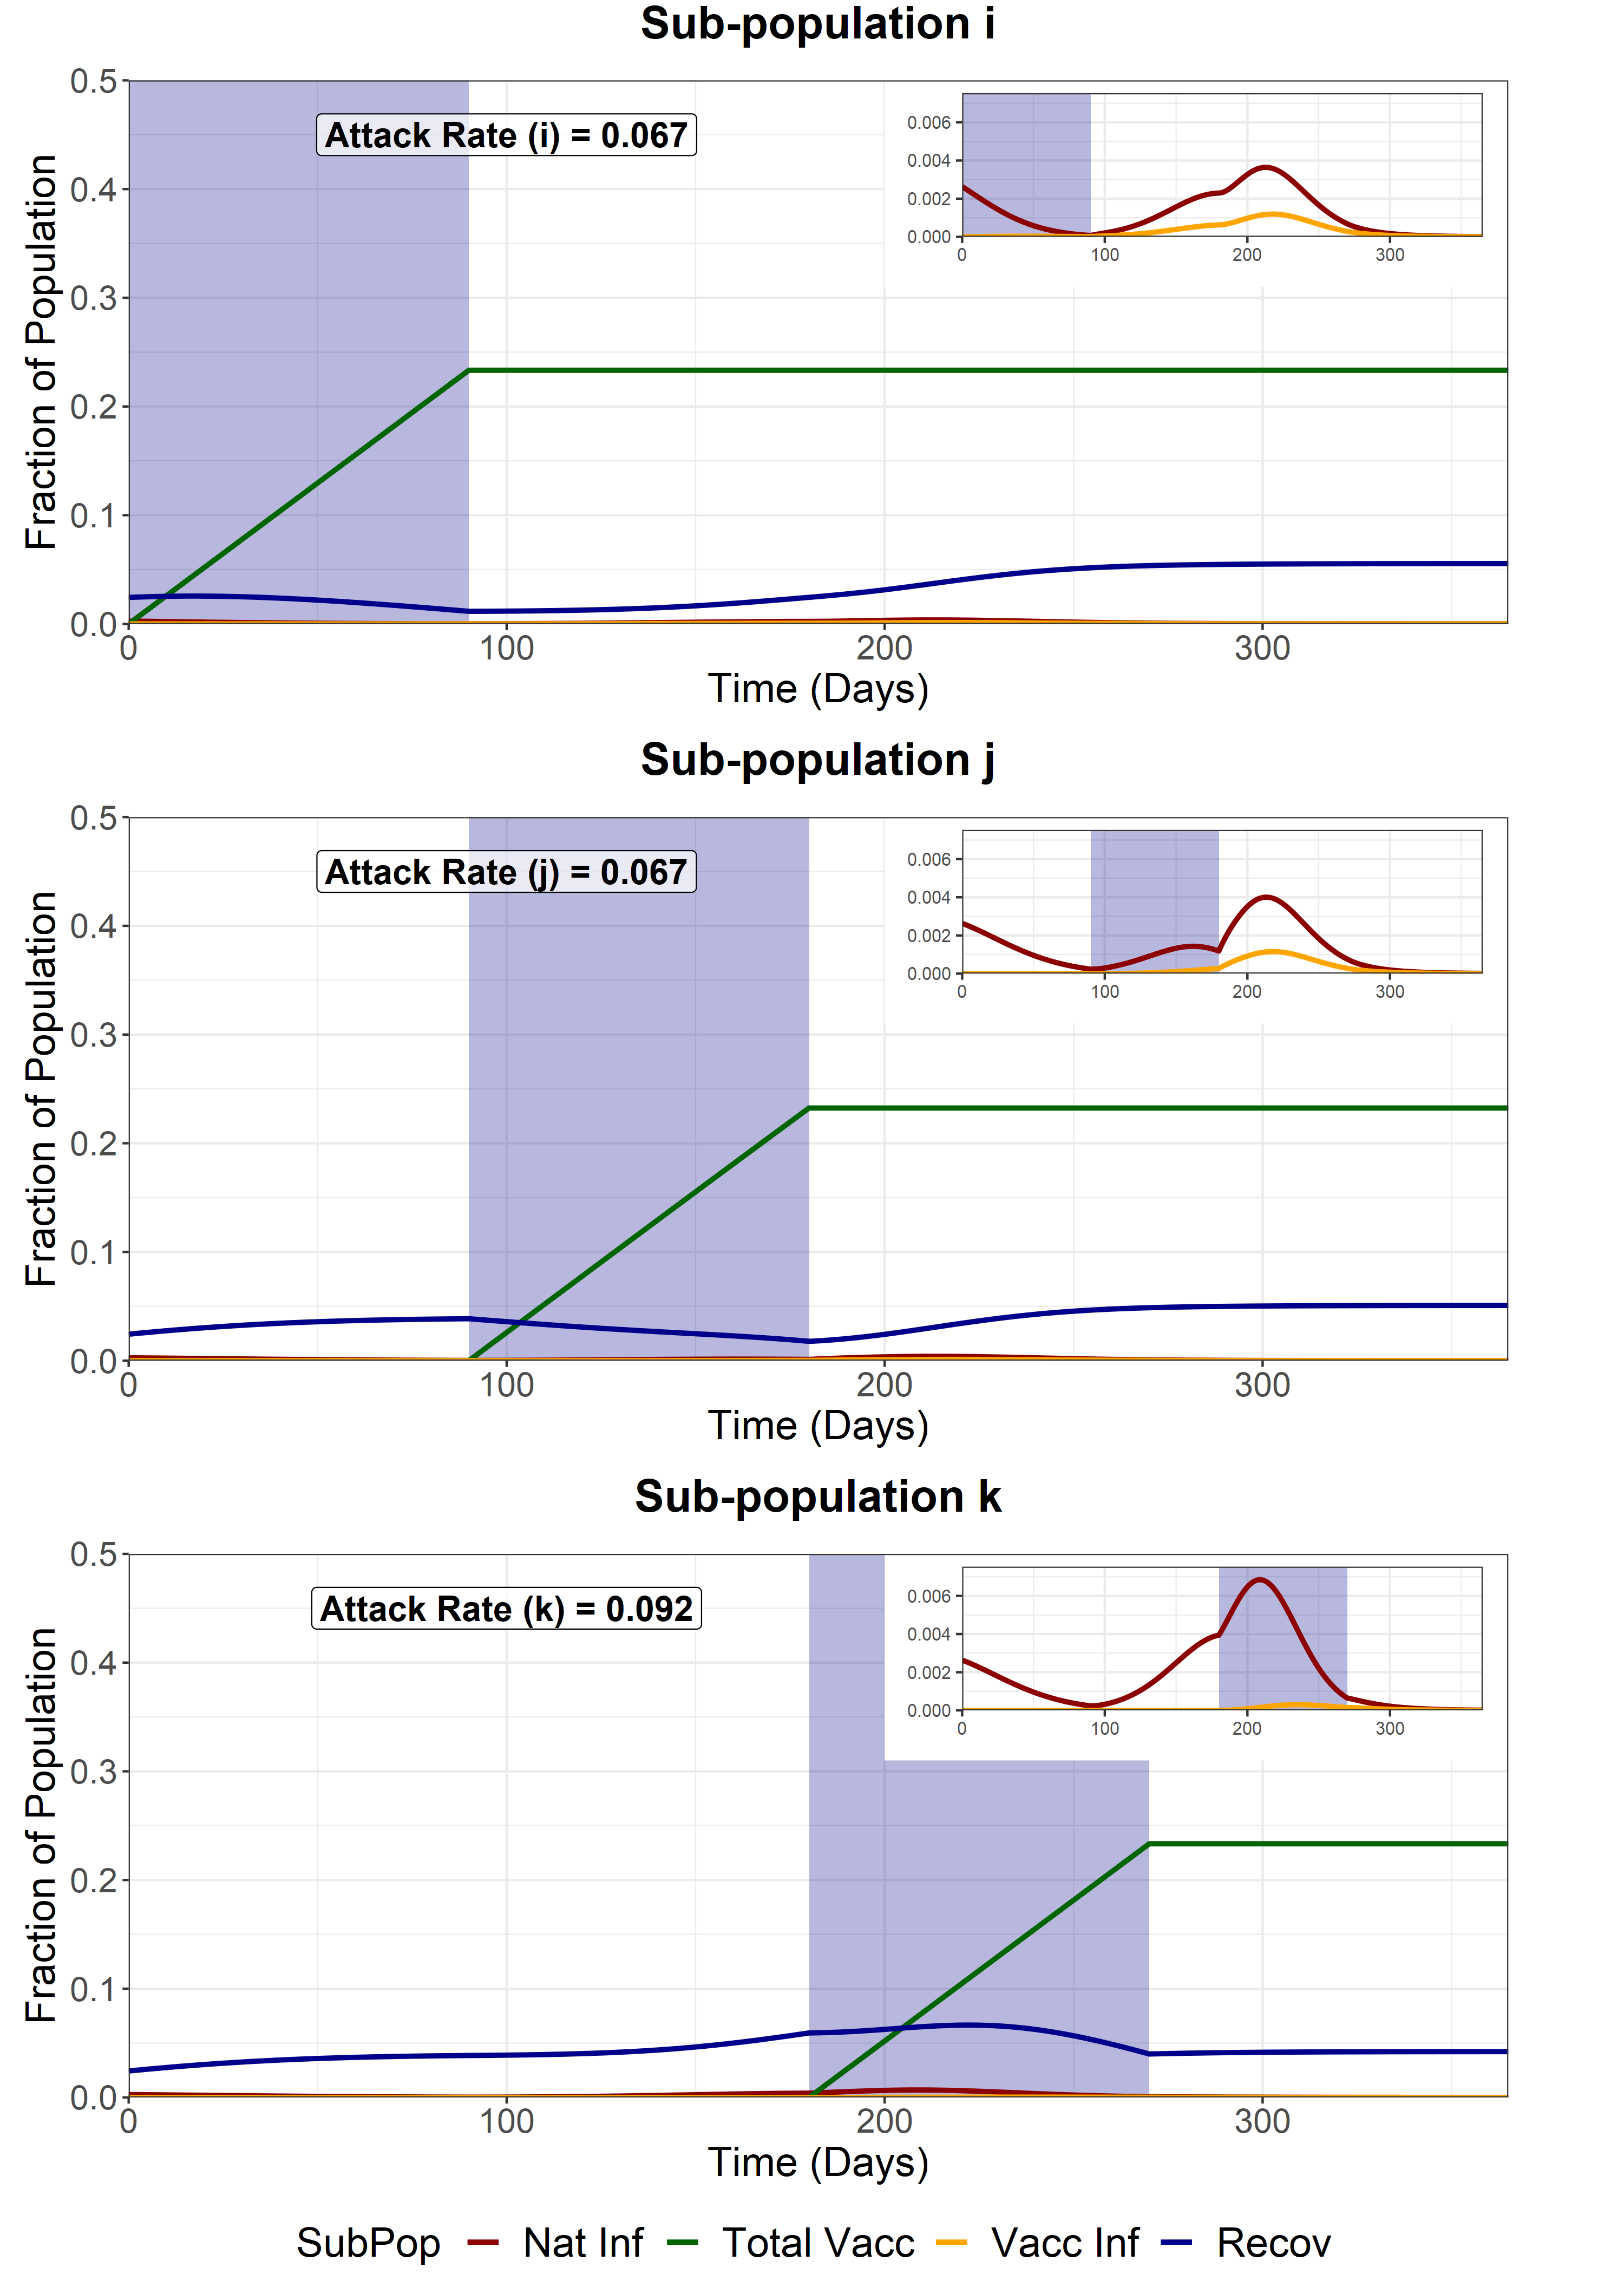 Sub-population i
Fraction of Population
0.5
0.4
0.3
0.2
0.1
0.0
Attack Rate (i) = 0.067
0.006
0.004
0.002
0.000
0 100 200 300
0 100 200 300
Time (Days)
Sub-population j
Fraction of Population
0.5
0.4
0.3
0.2
0.1
0.0
Attack Rate (j) = 0.067
0.006
0.004
0.002
0.000
0 100 200 300
0 100 200 300
Time (Days)
Sub-population k
Fraction of Population
0.5
0.4
0.3
0.2
0.1
0.0
Attack Rate (k) = 0.092
0.006
0.004
0.002
0.000
0 100 200 300
0 100 200 300
Time (Days)
SubPop Nat Inf Total Vacc Vacc Inf Recov